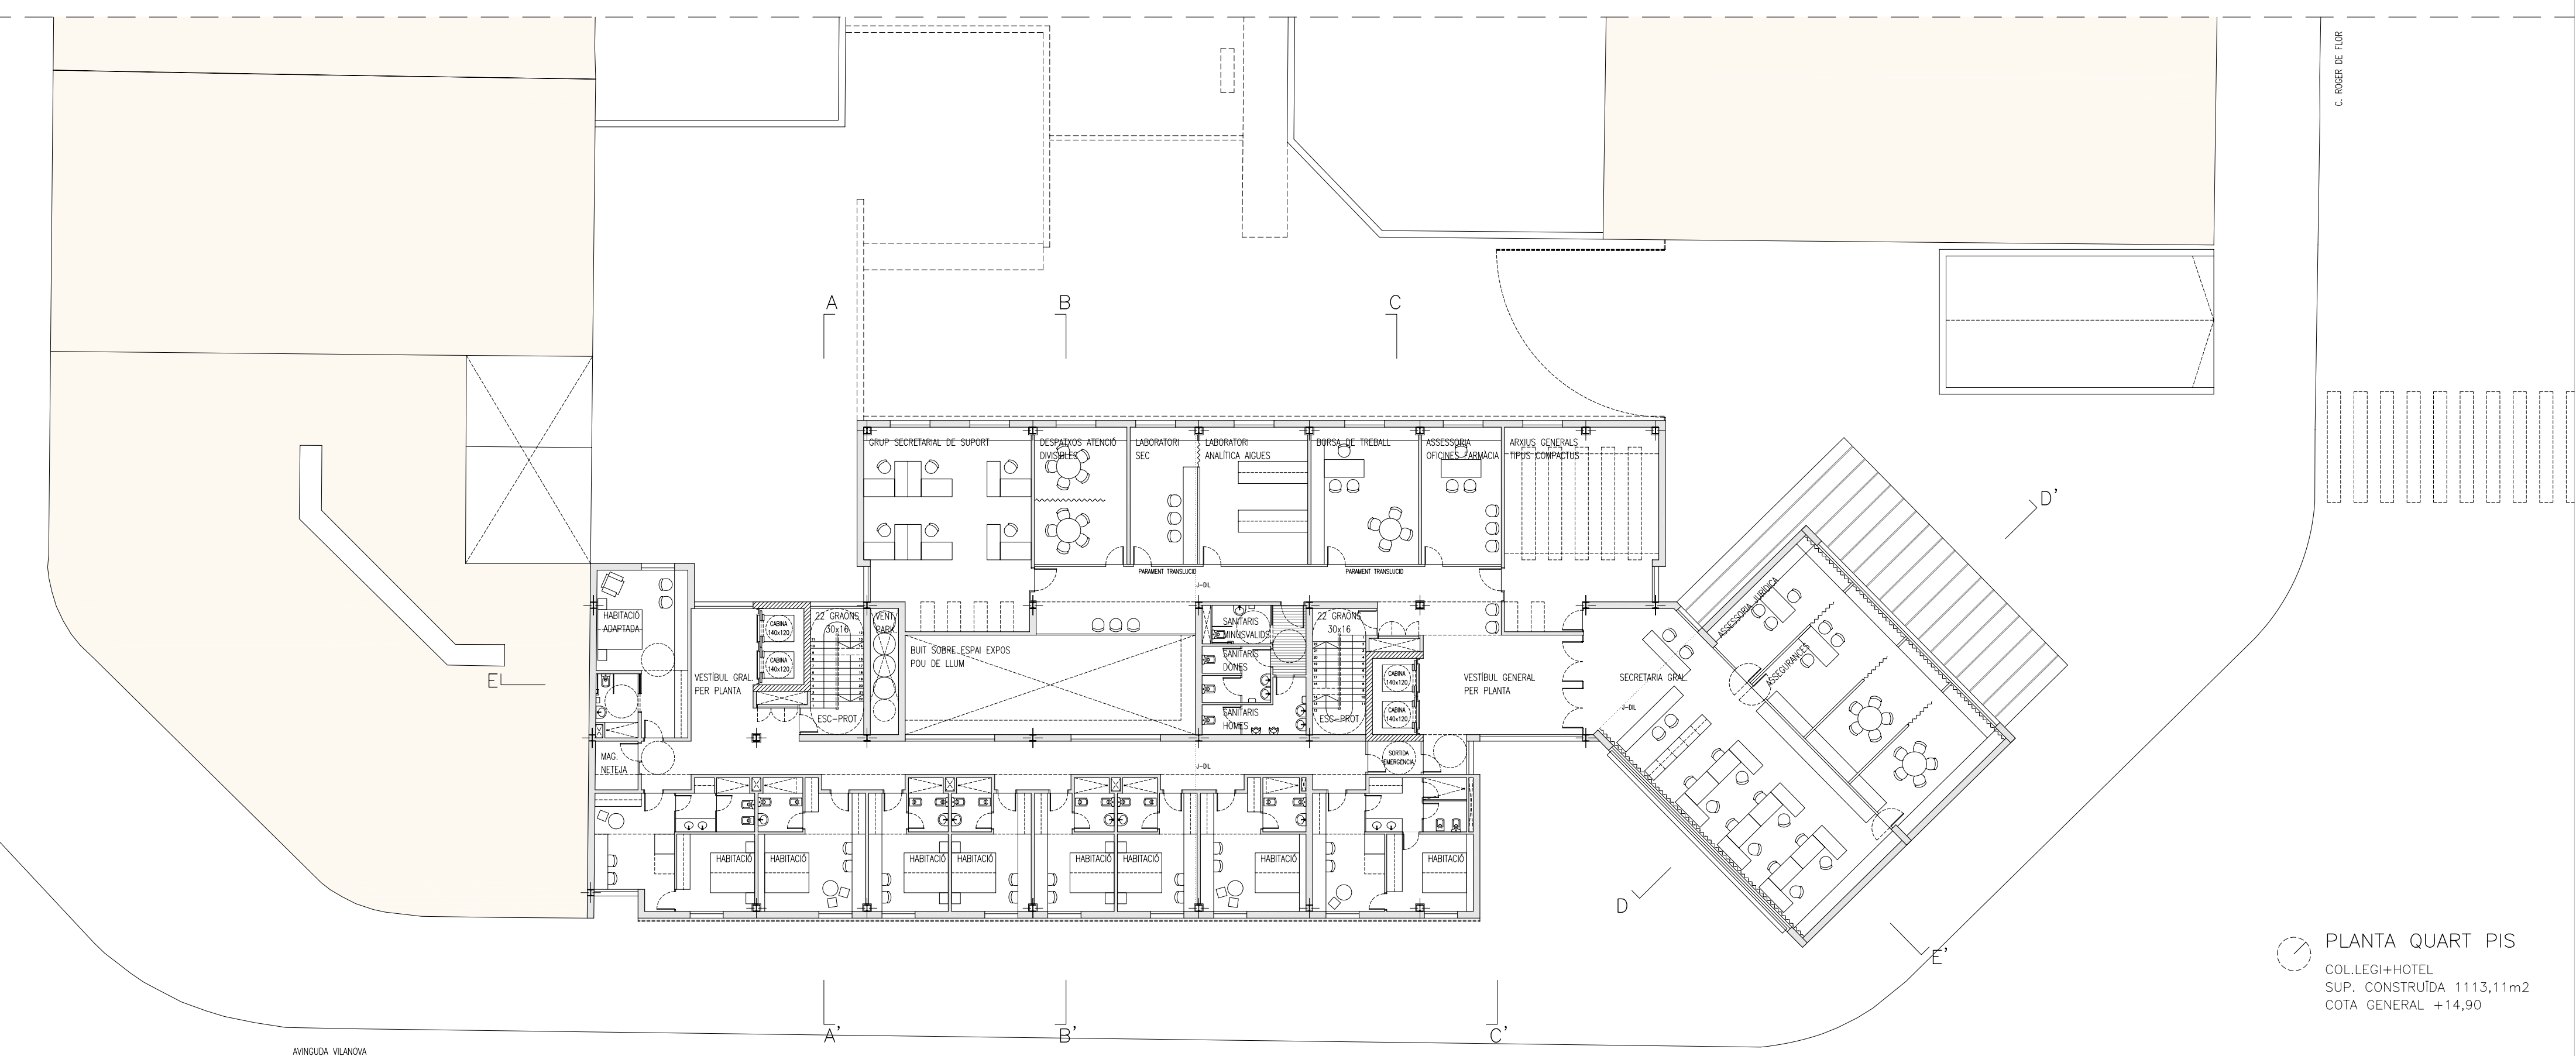 C. ROGER DE FLOR
A
B
C
GRUP SECRETARIAL DE SUPORT
DESPATXOS ATENCIÓ
DIVISIBLES
LABORATORI
SEC
LABORATORI
ANALÍTICA AIGUES
BORSA DE TREBALL
ASSESSORIA
OFICINES FARMÀCIA
ARXIUS GENERALS
TIPUS COMPACTUS
D'
PARAMENT TRANSLUCID
PARAMENT TRANSLUCID
J-DIL
HABITACIÓ
ADAPTADA
CABINA
140x120
CABINA
140x120
22 GRAONS
30x16
VENT.
PARK.
BUIT SOBRE ESPAI EXPOS
POU DE LLUM
SANITARIS
MINUSVALIDS
SANITARIS
DONES
SANITARIS
HOMES
22 GRAONS
30x16
CABINA
140x120
CABINA
140x120
VESTÍBUL GRAL.
PER PLANTA
ESC-PROT
ESC-PROT
VESTÍBUL GENERAL
PER PLANTA
SECRETARIA GRAL.
J-DIL
ASSESSORIA JURÍDICA
ASSEGURANCES
E
MAG.
NETEJA
J-DIL
SORTIDA
EMERGÈNCIA
HABITACIÓ
HABITACIÓ
HABITACIÓ
HABITACIÓ
HABITACIÓ
HABITACIÓ
HABITACIÓ
HABITACIÓ
D
E'
A'
B'
C'
AVINGUDA VILANOVA
PLANTA QUART PIS
COL.LEGI+HOTEL
SUP. CONSTRUÏDA 1113,11m2
COTA GENERAL +14,90